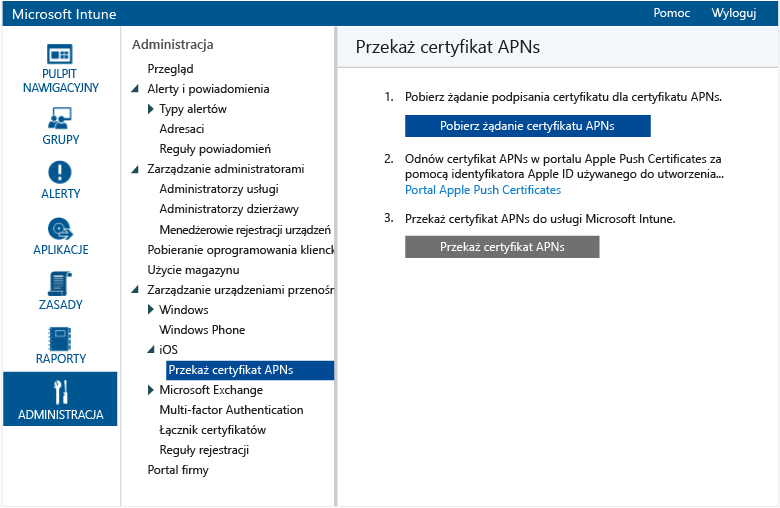 Microsoft Intune
Pomoc
Wyloguj
PULPIT
NAWIGACYJNY
GRUPY
ALERTY
APLIKACJE
ZASADY
RAPORTY
ADMINISTRACJA
Administracja
Przegląd
Alerty i powiadomienia
Typy alertów
Adresaci
Reguły powiadomień
Zarządzanie administratorami
Administratorzy usługi
Administratorzy dzierżawy
Menedżerowie rejestracji urządzeń
Pobieranie oprogramowania klienck
Użycie magazynu
Zarządzanie urządzeniami przenośr
Windows
Windows Phone
iOS
Przekaż certyfikat APNs
Microsoft Exchange
Multi-factor Authentication
Łącznik certyfikatów
Reguły rejestracji
Portal firmy
Przekaż certyfikat APNs
1. Pobierz żądanie podpisania certyfikatu dla certyfikatu APNs.
Pobierz żądanie certyfikatu APNs
2. Odnów certyfikat APNs w portalu Apple Push Certificates za
pomocą identyfikatora Apple ID używanego do utworzenia...
Portal Apple Push Certificates
3. Przekaż certyfikat APNs do usługi Microsoft Intune.
Przekaż certyfikat APNs